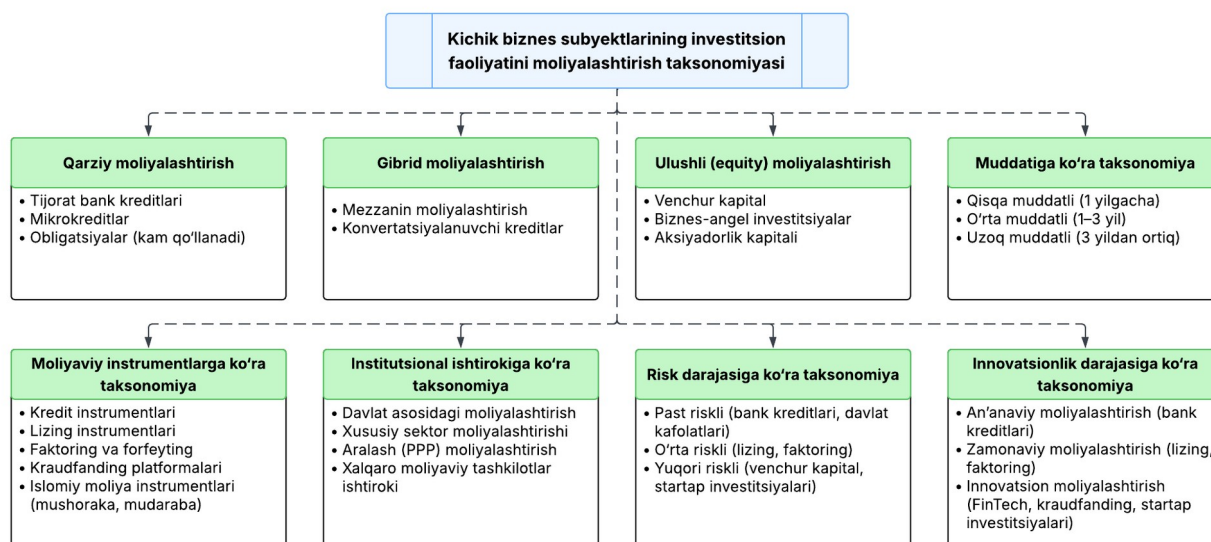 Kichik biznes subyektlarining investitsion
faoliyatini moliyalashtirish taksonomiyasi
Qarziy moliyalashtirish
• Tijorat bank kreditlari
• Mikrokreditlar
• Obligatsiyalar (kam qo‘llanadi)
Gibrid moliyalashtirish
• Mezzanin moliyalashtirish
• Konvertatsiyalanuvchi kreditlar
Ulushli (equity) moliyalashtirish
• Venchur kapital
• Biznes-angel investitsiyalar
• Aksiyadorlik kapitali
Muddatiga ko‘ra taksonomiya
• Qisqa muddatli (1 yilgacha)
• O‘rta muddatli (1–3 yil)
• Uzoq muddatli (3 yildan ortiq)
Moliyaviy instrumentlarga ko‘ra
taksonomiya
• Kredit instrumentlari
• Lizing instrumentlari
• Faktoring va forfeyting
• Kraudfanding platformalari
• Islomiy moliya instrumentlari
(mushoraka, mudaraba)
Institutsional ishtirokiga ko‘ra
taksonomiya
• Davlat asosidagi moliyalashtirish
• Xususiy sektor moliyalashtirishi
• Aralash (PPP) moliyalashtirish
• Xalqaro moliyaviy tashkilotlar
ishtiroki
Risk darajasiga ko‘ra taksonomiya
• Past riskli (bank kreditlari, davlat
kafolatlari)
• O‘rta riskli (lizing, faktoring)
• Yuqori riskli (venchur kapital,
startap investitsiyalari)
Innovatsionlik darajasiga ko‘ra
taksonomiya
• An’anaviy moliyalashtirish (bank
kreditlari)
• Zamonaviy moliyalashtirish (lizing,
faktoring)
• Innovatsion moliyalashtirish
(FinTech, kraudfanding, startap
investitsiyalari)